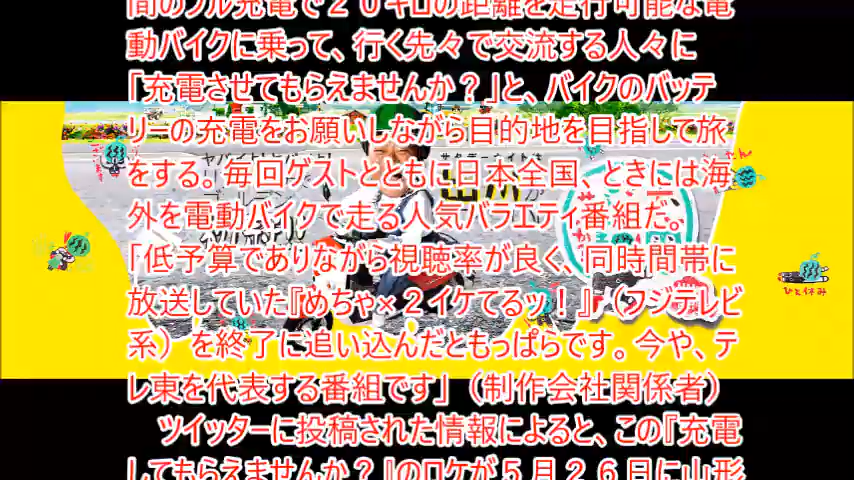 間のフル充電で２０キロの距離を走行可能な電
動バイクに乗って、行く先々で交流する人々に
「充電させてもらえませんか？」と、バイクのバッテ
リーの充電をお願いしながら目的地を目指して旅
をする。毎回ゲストとともに日本全国、ときには海
外を電動バイクで走る人気バラエティ番組だ。
「低予算でありながら視聴率が良く、同時間帯に
放送していた『めちゃ×２イケてるッ！』（フジテレビ
系）を終了に追い込んだともっぱらです。今や、テ
レ東を代表する番組です」（制作会社関係者）
　ツイッターに投稿された情報によると、この『充電
してもらえませんか？』のロケが５月２６日に山形
ひと休み